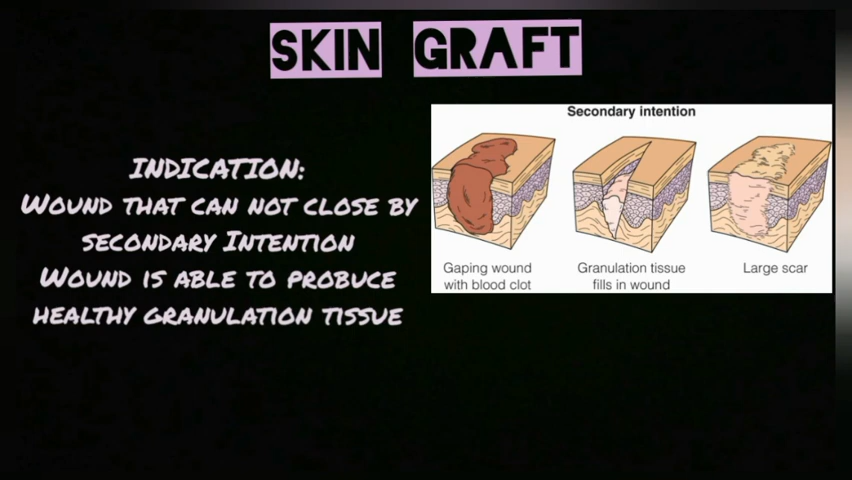 SKIN GRAFT
INDICATION:
WOUND THAT CAN NOT CLOSE BY
SECONDARY INTENTION
WOUND IS ABLE TO PROBUCE
HEALTHY GRANULATION TISSUE
Secondary intention
Gaping wound
with blood clot
Granulation tissue
fills in wound
Large scar